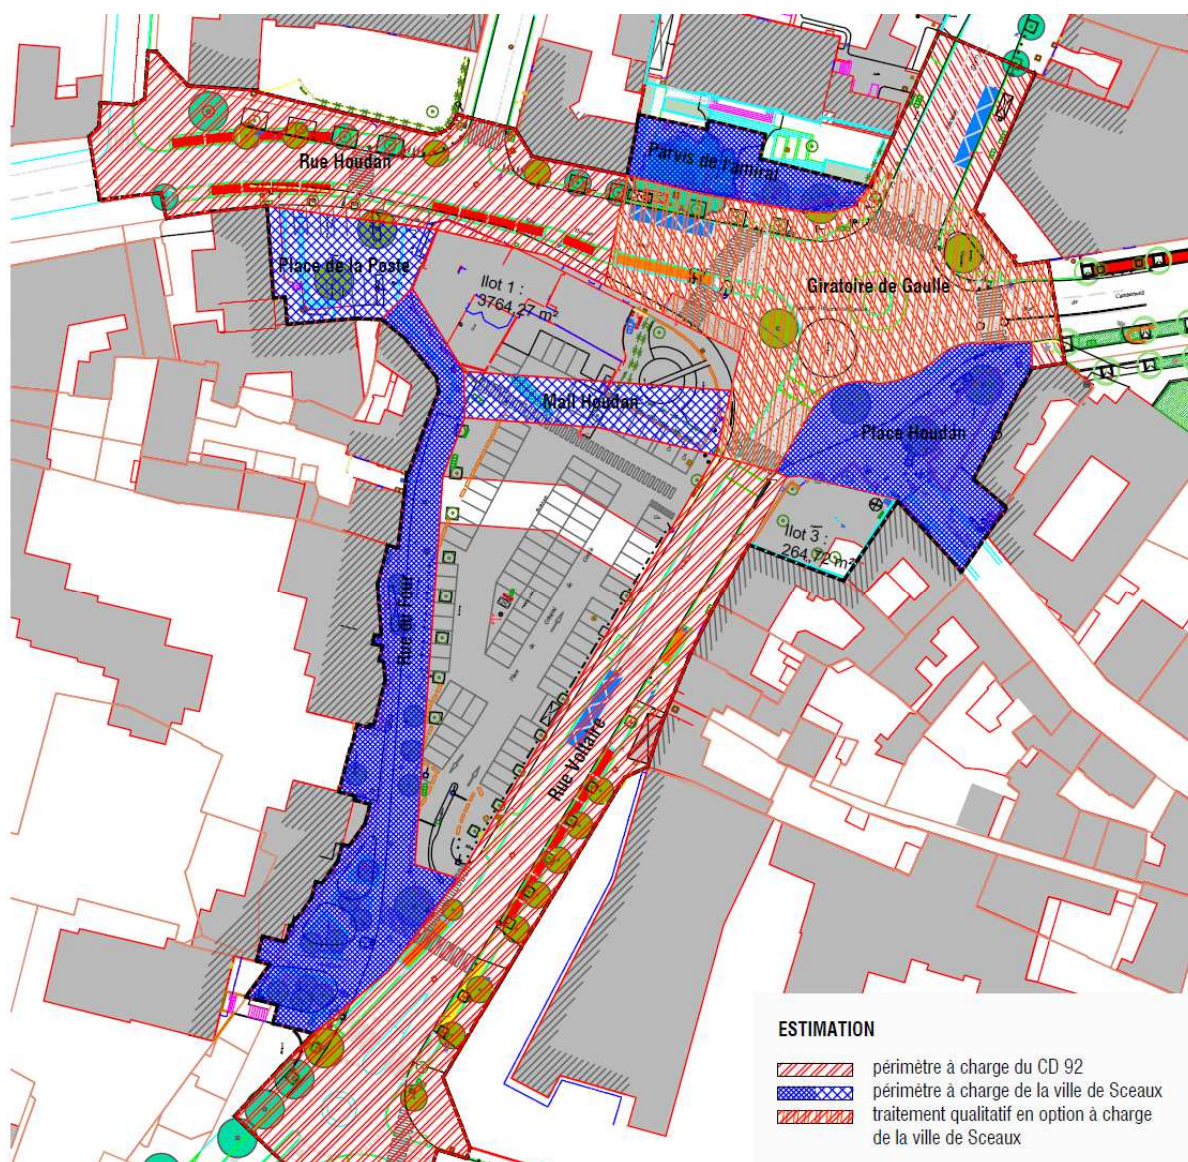 Rue Houdan
Parvis de l'amiral
Place de la Poste
Ilot 1 :
3764,27 m²
Giratoire de Gaulle
Mail Houdan
Place Houdan
Ilot 3 :
264,72 m²
Rue du Four
Rue Voltaire
ESTIMATION
périmètre à charge du CD 92
périmètre à charge de la ville de Sceaux
traitement qualitatif en option à charge
de la ville de Sceaux